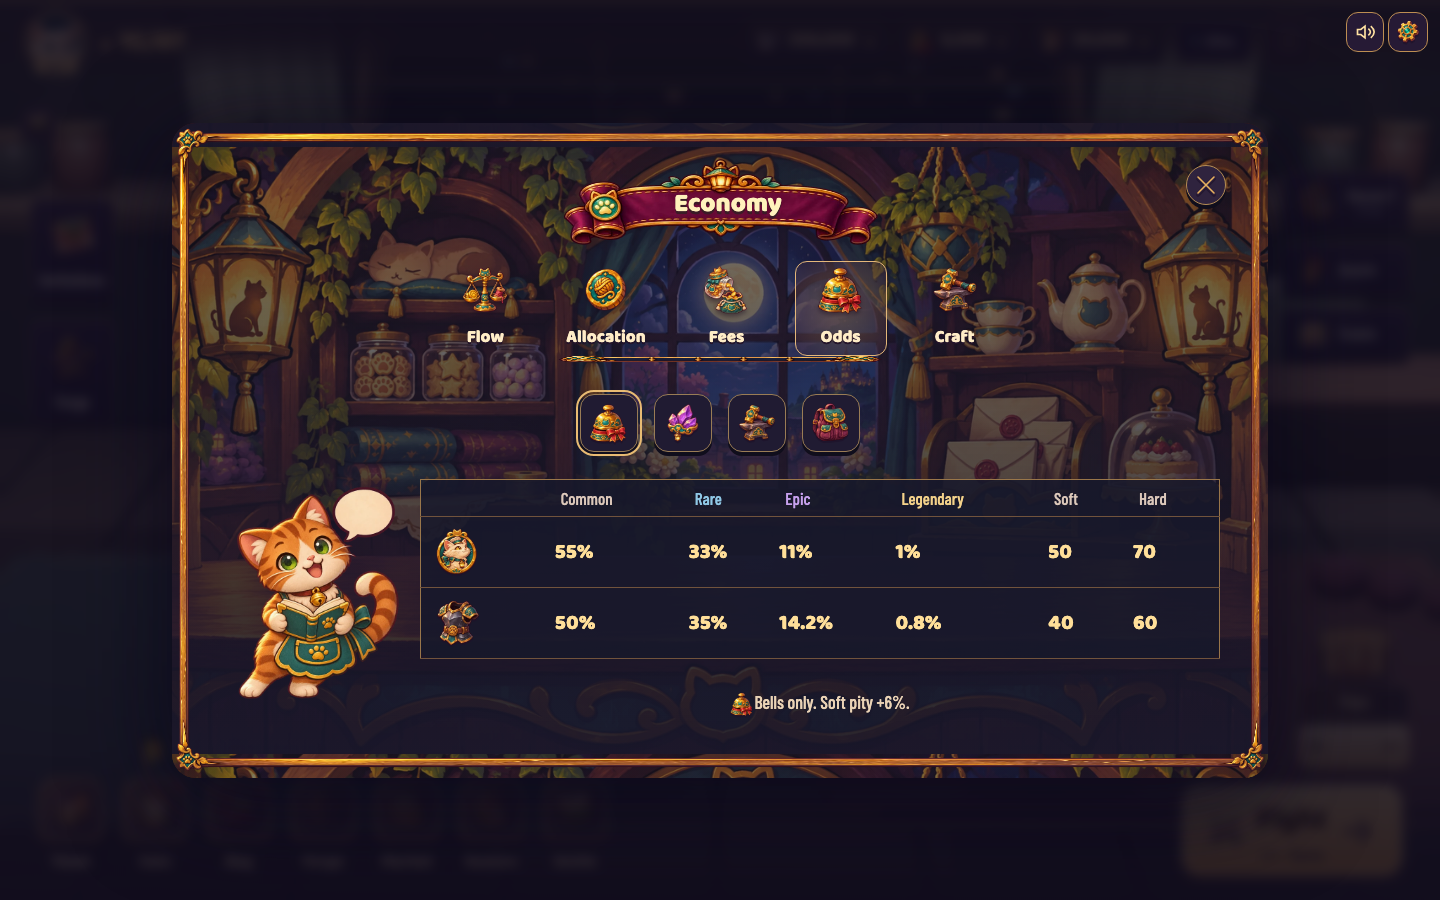 Economy
Flow
Allocation
Fees
Odds
Craft
Common Rare Epic Legendary Soft Hard
55% 33% 11% 1% 50 70
50% 35% 14.2% 0.8% 40 60
Bells only. Soft pity +6%.